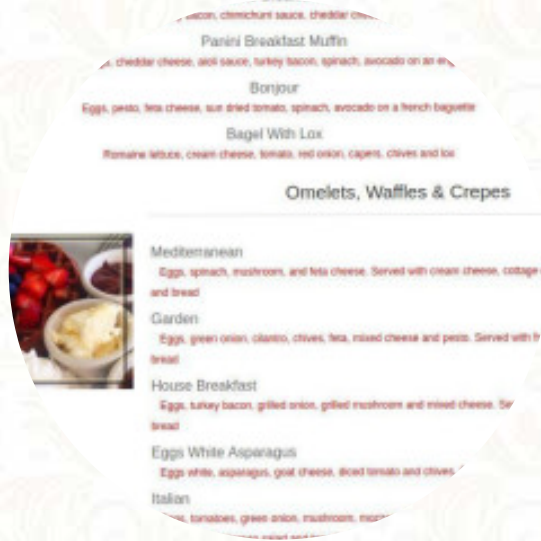 bacon, chimichurri sauce, cheddar
Panini Breakfast Muffin
cheddar cheese, aioli sauce, turkey bacon, spinach, avocado on an
Bonjour
Eggs, pesto, feta cheese, sun dried tomato, spinach, avocado on a french baguette
Bagel With Lox
Romaine lettuce, cream cheese, tomato, red onion, capers, chives and lox
Omelets, Waffles & Crepes
Mediterranean
Eggs, spinach, mushroom, and feta cheese. Served with cream cheese, cottage
and bread
Garden
Eggs, green onion, cilantro, chives, feta, mixed cheese and pesto. Served with
bread
House Breakfast
Eggs, turkey bacon, grilled onion, grilled mushroom and mixed cheese.
bread
Eggs White Asparagus
Eggs white, asparagus, goat cheese, diced tomato and chives
Italian
tomatoes, green onion, mushroom,